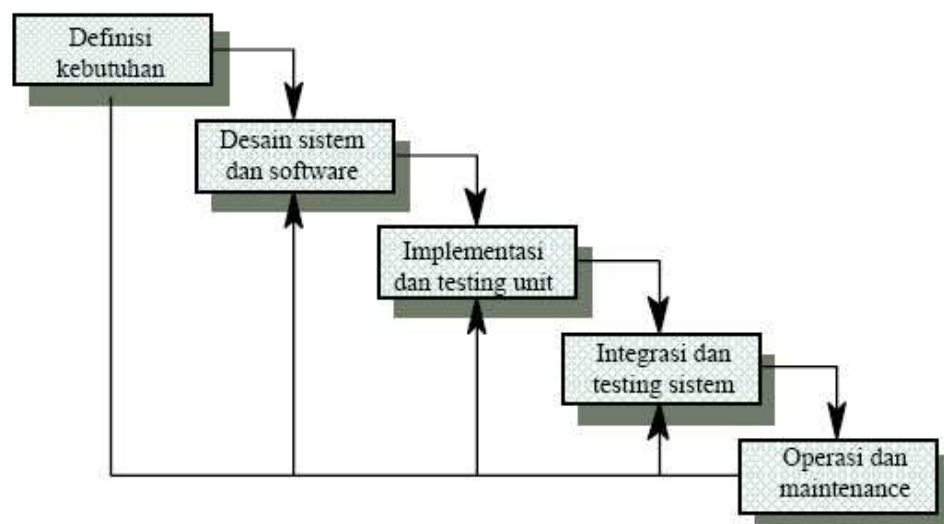 Definisi
kebutuhan
Desain sistem
dan software
Implementasi
dan testing unit
Integrasi dan
testing sistem
Operasi dan
maintenance